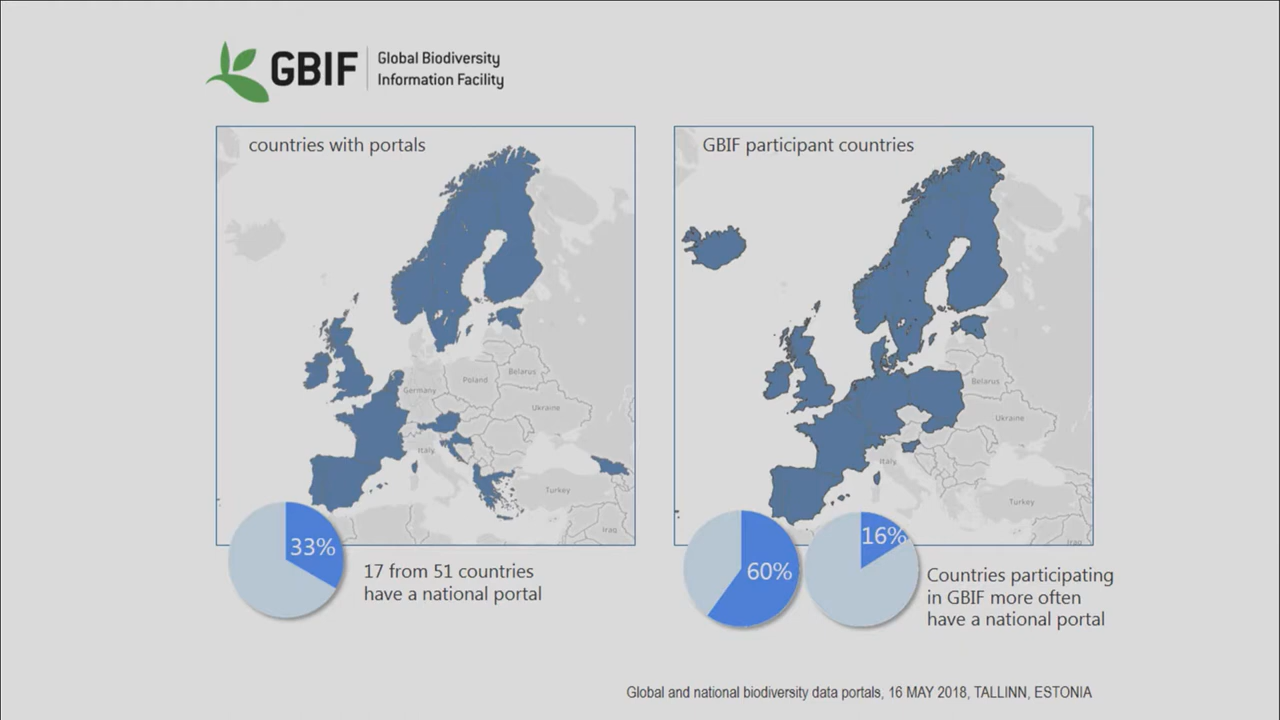 GBIF
Global Biodiversity
Information Facility
countries with portals
Germany
Poland
Belarus
Ukraine
Italy
Turkey
Iraq
33%
17 from 51 countries
have a national portal
GBIF participant countries
Belarus
Ukraine
Italy
Turkey
Iraq
60%
16%
Countries participating
in GBIF more often
have a national portal
Global and national biodiversity data portals, 16 MAY 2018, TALLINN, ESTONIA